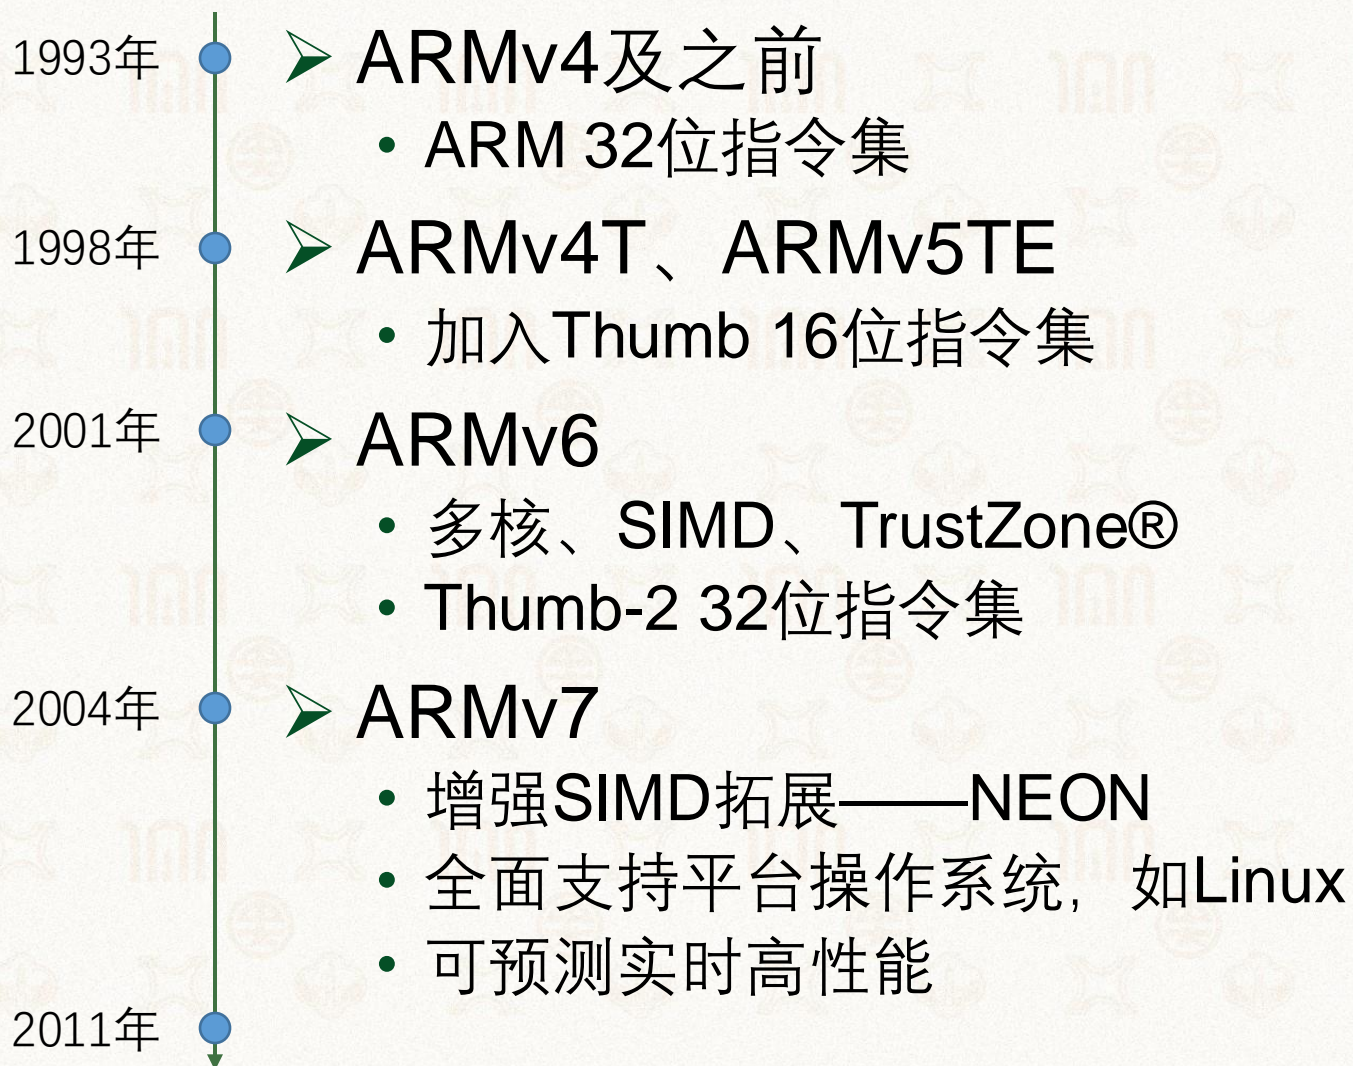 1993年
➢ ARMv4及之前
• ARM 32位指令集
1998年
➢ ARMv4T、ARMv5TE
• 加入Thumb 16位指令集
2001年
➢ ARMv6
• 多核、SIMD、TrustZone®
• Thumb-2 32位指令集
2004年
➢ ARMv7
• 增强SIMD拓展——NEON
• 全面支持平台操作系统，如Linux
• 可预测实时高性能
2011年